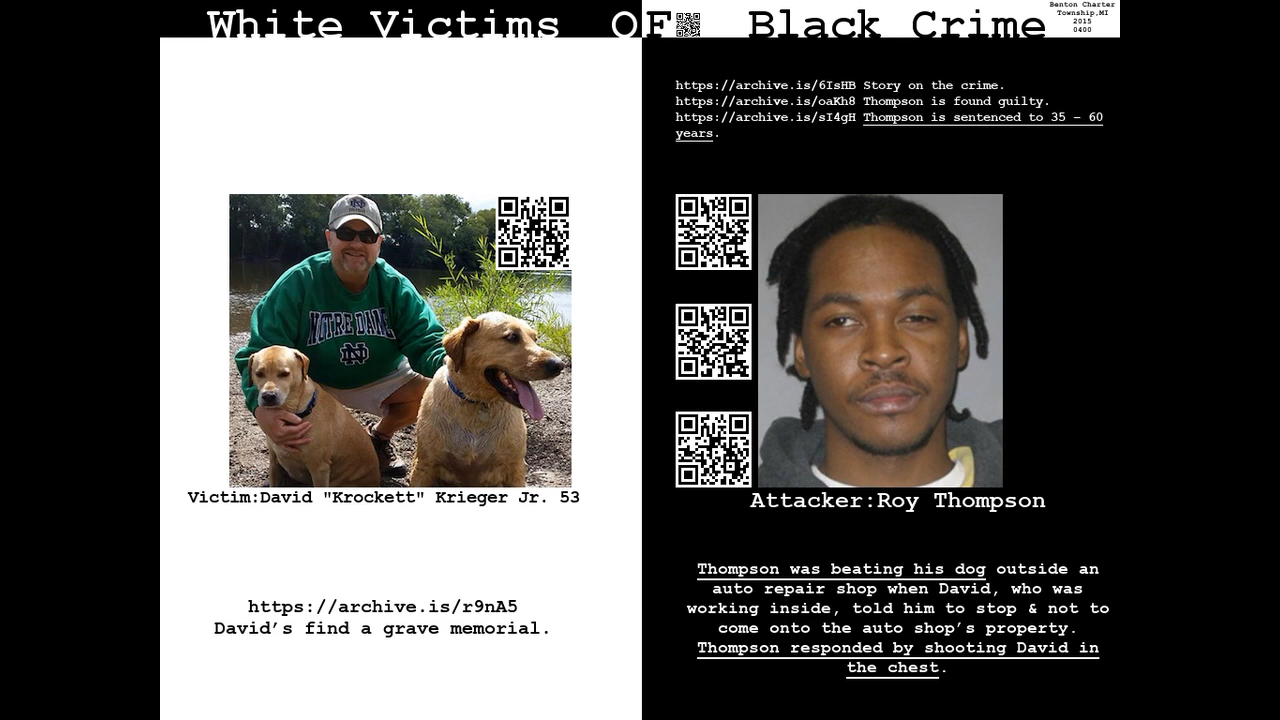 White Victims OF Black Crime
Benton Charter
Township,MI
2015
0400
https://archive.is/6IsHB Story on the crime.
https://archive.is/oaKh8 Thompson is found guilty.
https://archive.is/sI4gH Thompson is sentenced to 35 – 60
years.
NOTRE DAME
ND
Victim:David "Krockett" Krieger Jr. 53
Attacker:Roy Thompson
https://archive.is/r9nA5
David’s find a grave memorial.
Thompson was beating his dog outside an
auto repair shop when David, who was
working inside, told him to stop & not to
come onto the auto shop’s property.
Thompson responded by shooting David in
the chest.